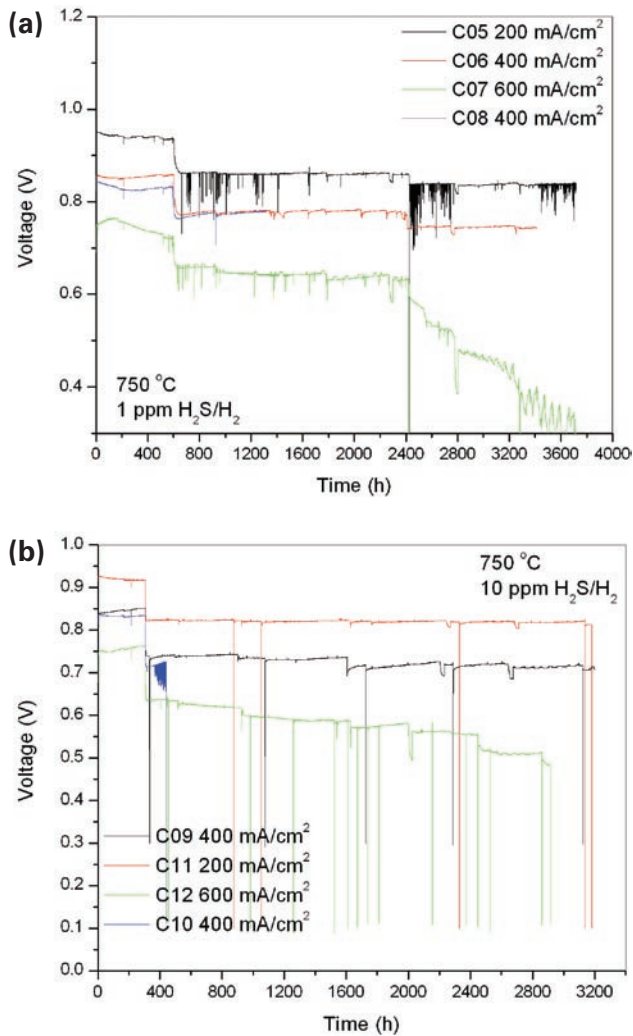 (a)
C05 200 mA/cm²
C06 400 mA/cm²
C07 600 mA/cm²
C08 400 mA/cm²
1.2
1.0
0.8
0.6
0.4
Voltage (V)
750 °C
1 ppm H₂S/H₂
0 400 800 1200 1600 2000 2400 2800 3200 3600 4000
Time (h)
(b)
750 °C
10 ppm H₂S/H₂
1.0
0.9
0.8
0.7
0.6
0.5
0.4
0.3
0.2
0.1
0.0
Voltage (V)
C09 400 mA/cm²
C11 200 mA/cm²
C12 600 mA/cm²
C10 400 mA/cm²
0 400 800 1200 1600 2000 2400 2800 3200
Time (h)